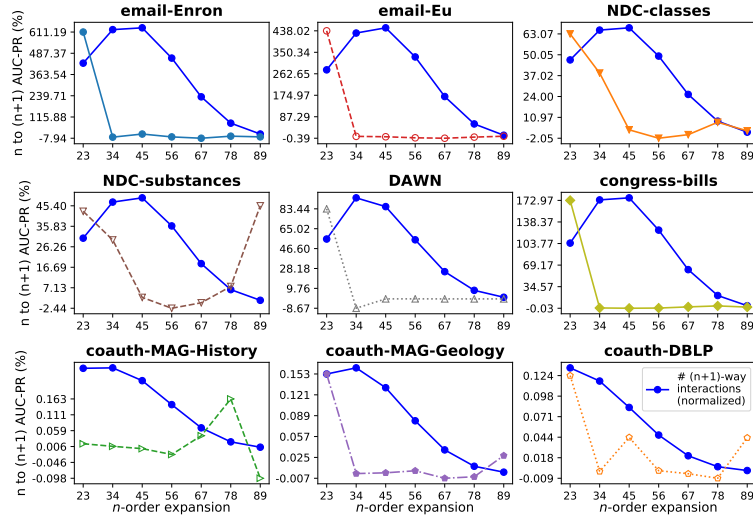 email-Enron
email-Eu
NDC-classes
n to (n+1) AUC-PR (%)
611.19
487.36
363.54
239.71
115.88
-7.94
438.02
350.34
262.65
174.97
87.29
-0.39
63.07
50.05
37.02
24.00
10.97
-2.05
23 34 45 56 67 78 89
23 34 45 56 67 78 89
23 34 45 56 67 78 89
NDC-substances
DAWN
congress-bills
n to (n+1) AUC-PR (%)
45.40
35.83
26.26
16.69
7.13
-2.44
83.44
65.02
46.60
28.18
9.76
-8.67
172.97
138.37
103.77
69.17
34.57
-0.03
23 34 45 56 67 78 89
23 34 45 56 67 78 89
23 34 45 56 67 78 89
coauth-MAG-History
coauth-MAG-Geology
coauth-DBLP
n to (n+1) AUC-PR (%)
0.163
0.111
0.059
0.006
-0.046
-0.098
0.153
0.121
0.089
0.057
0.025
-0.007
0.124
0.098
0.071
0.044
0.018
-0.009
# (n+1)-way
interactions
(normalized)
23 34 45 56 67 78 89
23 34 45 56 67 78 89
23 34 45 56 67 78 89
n-order expansion
n-order expansion
n-order expansion